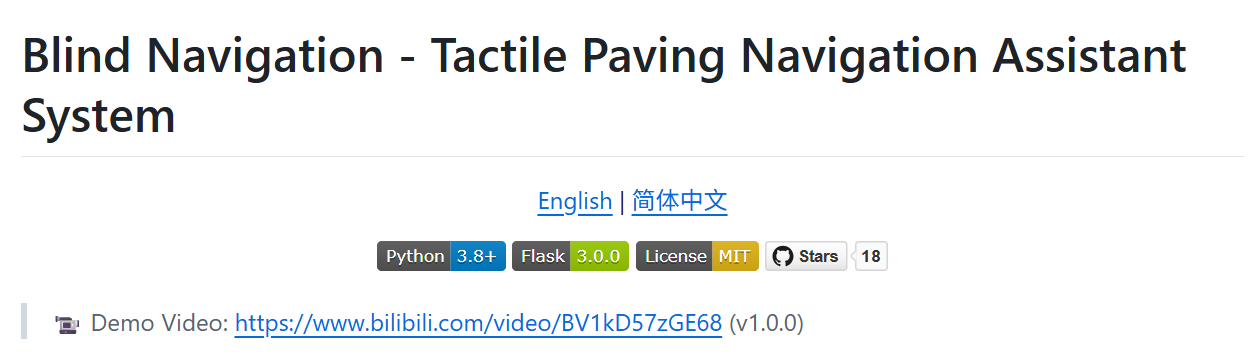 Blind Navigation - Tactile Paving Navigation Assistant
System
English | 简体中文
Python 3.8+ Flask 3.0.0 License MIT Stars 18
Demo Video: https://www.bilibili.com/video/BV1kD57zGE68 (v1.0.0)